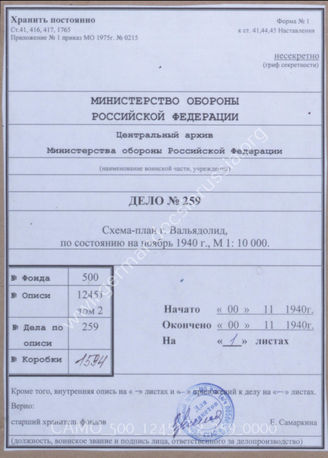 Хранить постоянно
Ст.41, 416, 417, 1765
Приложение № 1 приказ МО 1975г. № 0215
Форма № 1
к ст. 41,44,45 Наставления
несекретно
(гриф секретности)
МИНИСТЕРСТВО ОБОРОНЫ
РОССИЙСКОЙ ФЕДЕРАЦИИ
Центральный архив
Министерства обороны Российской Федерации
(наименование воинской части, учреждения)
ДЕЛО № 259
Схема-план г. Вальядолид,
по состоянию на ноябрь 1940 г., М 1: 10 000.
№ Фонда 500
№ Описи 12451
том 2
№ Дела по описи 259
№ Коробки 1594
Начато « 00 » 11 1940г.
Окончено « 00 » 11 1940г.
На « 1 » листах
Кроме того, внутренняя опись на « -» листах и «- » приложений к делу на «--» листах.
Верно:
старший хранитель фондов Е. Самаркина
(должность, воинское звание и подпись лица, ответственного за делопроизводство)